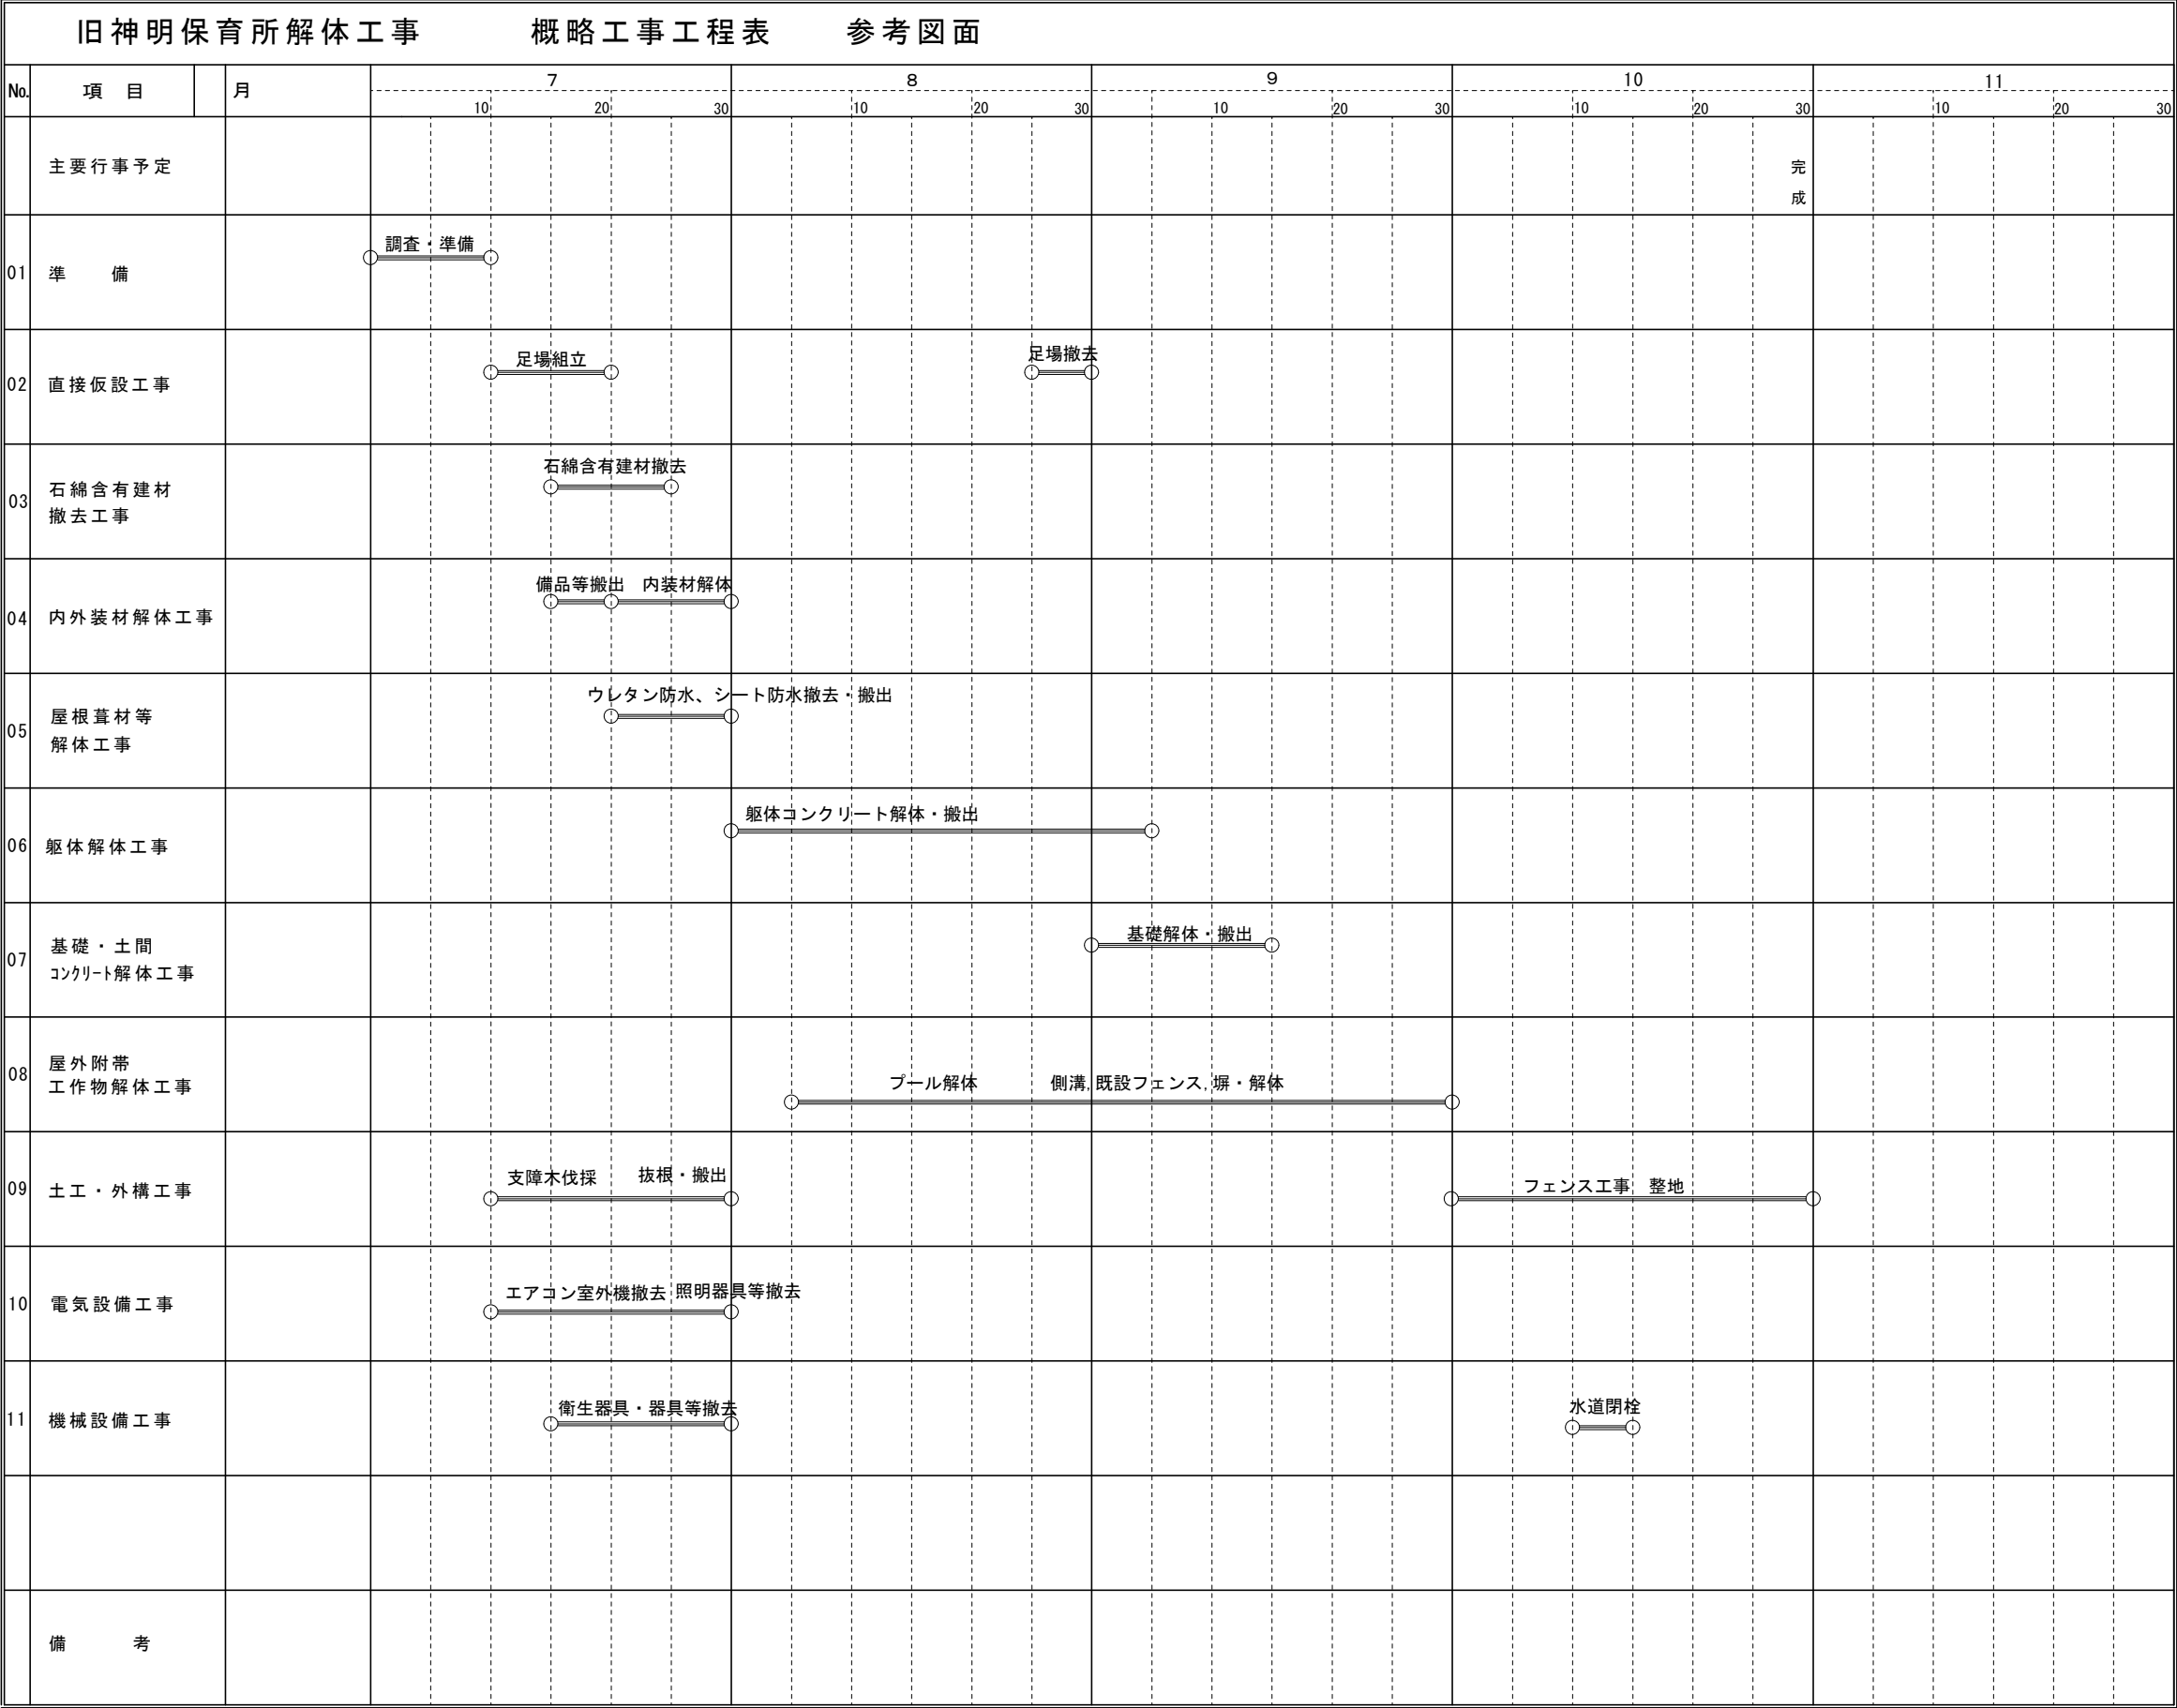 旧神明保育所解体工事　　概略工事工程表　　参考図面
No. 項 目 月 7 8 9 10 11
10 20 30 10 20 30 10 20 30 10 20 30 10 20 30
主要行事予定
完
成
調査・準備
01 準 備
足場組立 足場撤去
02 直接仮設工事
石綿含有建材撤去
03 石綿含有建材
撤去工事
備品等搬出 内装材解体
04 内外装材解体工事
ウレタン防水、シート防水撤去・搬出
05 屋根葺材等
解体工事
躯体コンクリート解体・搬出
06 躯体解体工事
基礎解体・搬出
07 基礎・土間
ｺﾝｸﾘｰﾄ解体工事
08 屋外附帯
工作物解体工事
プール解体 側溝,既設フェンス,塀・解体
支障木伐採 抜根・搬出 フェンス工事 整地
09 土工・外構工事
エアコン室外機撤去 照明器具等撤去
10 電気設備工事
衛生器具・器具等撤去 水道閉栓
11 機械設備工事
備 考